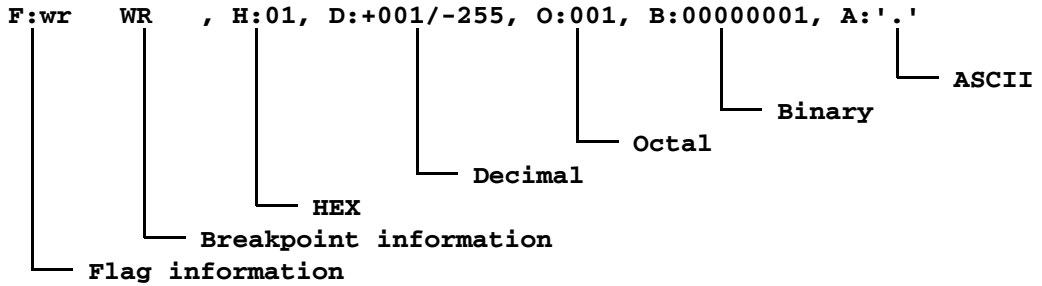 F:wr WR , H:01, D:+001/-255, O:001, B:00000001, A:'.'
ASCII
Binary
Octal
Decimal
HEX
Breakpoint information
Flag information